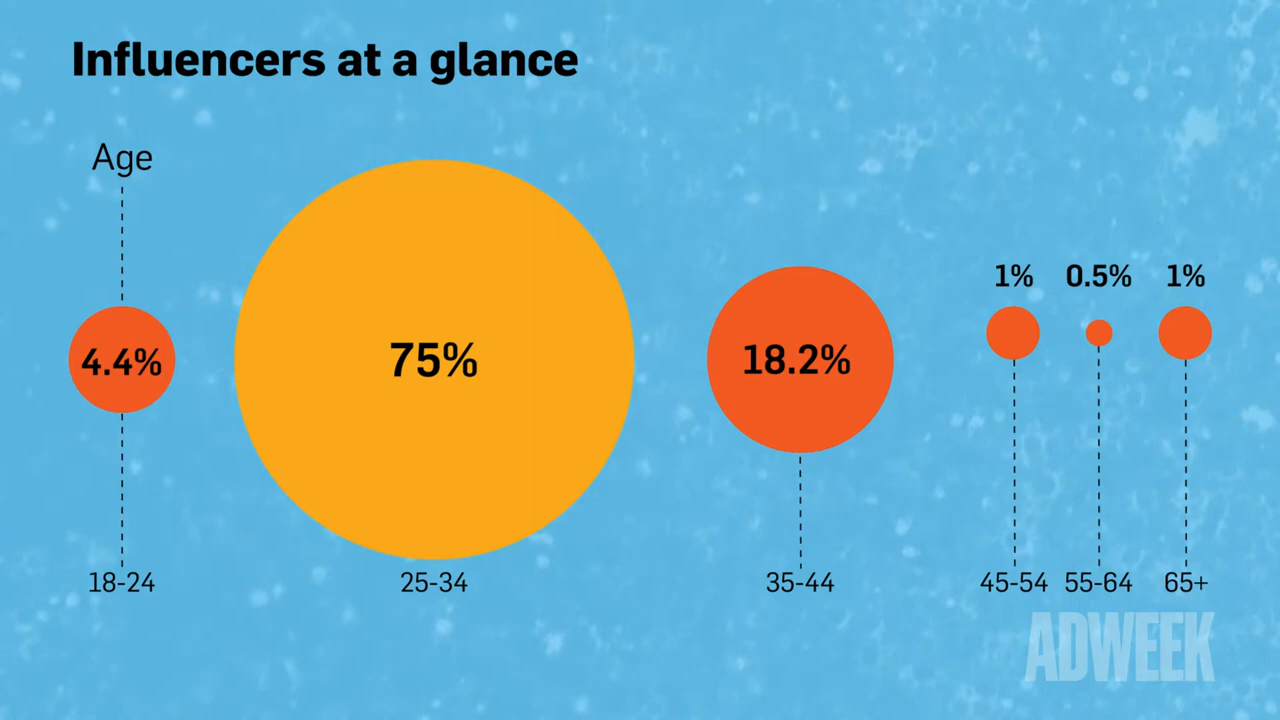 Influencers at a glance
Age
1% 0.5% 1%
4.4% 75% 18.2%
18-24 25-34 35-44 45-54 55-64 65+
ADWEEK